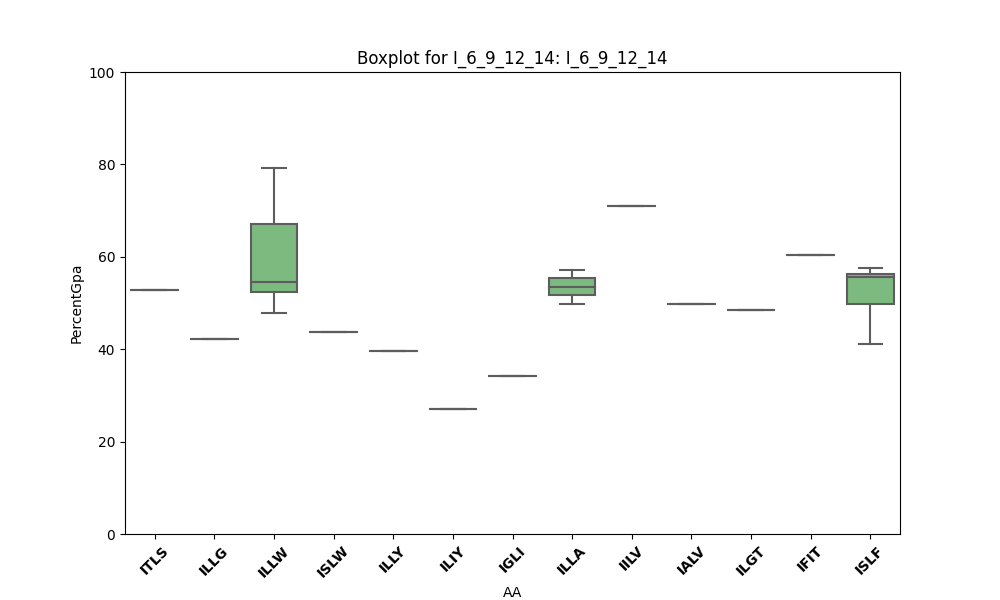 Boxplot for I_6_9_12_14: I_6_9_12_14
100
80
60
40
20
0
PercentGpa
ITLS
ILLG
ILLW
ISLW
ILLY
ILIY
IGLI
ILLA
IILV
IALV
ILGT
IFIT
ISLF
AA